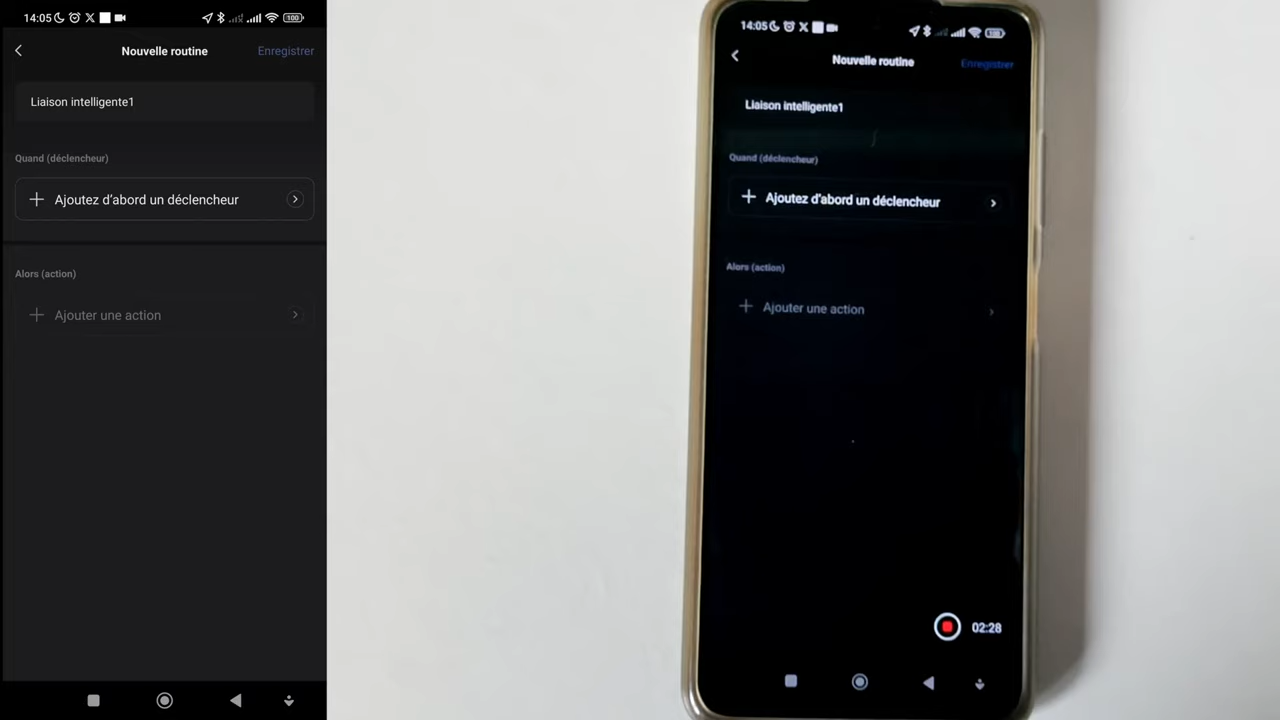 14:05
100
Nouvelle routine
Enregistrer
Liaison intelligente1
Quand (déclencheur)
Ajoutez d'abord un déclencheur
Alors (action)
Ajouter une action
14:05
100
Nouvelle routine
Enregistrer
Liaison intelligente1
Quand (déclencheur)
Ajoutez d'abord un déclencheur
Alors (action)
Ajouter une action
02:28